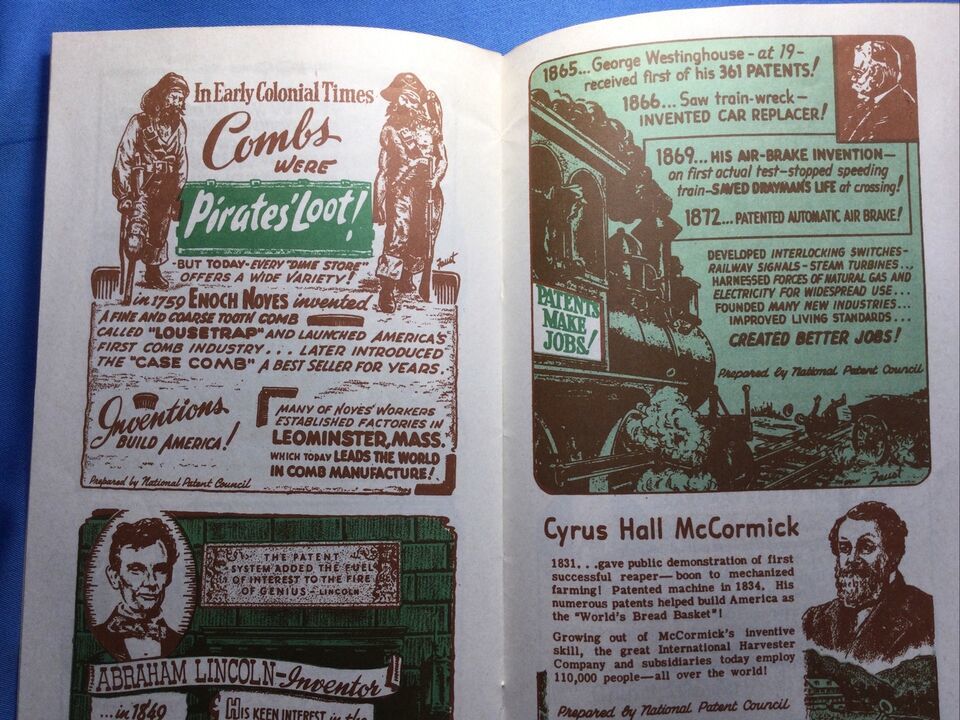 In Early Colonial Times
Combs
WERE
Pirates' Loot!
-BUT TODAY-EVERY "DIME STORE"
OFFERS A WIDE VARIETY!
in 1759 ENOCH NOYES invented
A FINE AND COARSE TOOTH COMB
CALLED "LOUSETRAP" AND LAUNCHED AMERICA'S
FIRST COMB INDUSTRY... LATER INTRODUCED
THE "CASE COMB" A BEST SELLER FOR YEARS.
Inventions
BUILD AMERICA!
MANY OF NOYES' WORKERS
ESTABLISHED FACTORIES IN
LEOMINSTER, MASS.
WHICH TODAY LEADS THE WORLD
IN COMB MANUFACTURE!
Prepared by National Patent Council
THE PATENT
SYSTEM ADDED THE FUEL
OF INTEREST TO THE FIRE
OF GENIUS - LINCOLN
ABRAHAM LINCOLN-Inventor
...in 1849
HIS KEEN INTEREST in the
1865... George Westinghouse - at 19-
received first of his 361 PATENTS!
1866... Saw train-wreck-
INVENTED CAR REPLACER!
1869... HIS AIR-BRAKE INVENTION-
on first actual test-stopped speeding
train-SAVED DRAYMAN'S LIFE at crossing!
1872... PATENTED AUTOMATIC AIR BRAKE!
DEVELOPED INTERLOCKING SWITCHES-
RAILWAY SIGNALS-STEAM TURBINES...
HARNESSED FORCES OF NATURAL GAS AND
ELECTRICITY FOR WIDESPREAD USE...
FOUNDED MANY NEW INDUSTRIES...
IMPROVED LIVING STANDARDS...
CREATED BETTER JOBS!
PATENTS
MAKE
JOBS!
Prepared by National Patent Council
Cyrus Hall McCormick
1831...gave public demonstration of first
successful reaper—boon to mechanized
farming! Patented machine in 1834. His
numerous patents helped build America as
the "World's Bread Basket"!
Growing out of McCormick's inventive
skill, the great International Harvester
Company and subsidiaries today employ
110,000 people—all over the world!
Prepared by National Patent Council